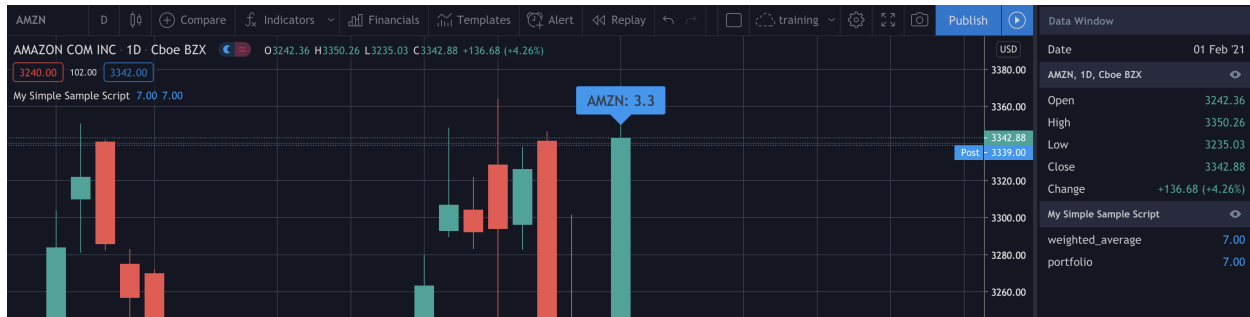 AMZN D Compare Indicators Financials Templates Alert Replay training Publish
AMAZON COM INC · 1D · Cboe BZX O3242.36 H3350.26 L3235.03 C3342.88 +136.68 (+4.26%)
3240.00 102.00 3342.00
My Simple Sample Script 7.00 7.00
AMZN: 3.3
USD
3380.00
3360.00
3342.88
Post 3339.00
3320.00
3300.00
3280.00
3260.00
Data Window
Date 01 Feb '21
AMZN, 1D, Cboe BZX
Open 3242.36
High 3350.26
Low 3235.03
Close 3342.88
Change +136.68 (+4.26%)
My Simple Sample Script
weighted_average 7.00
portfolio 7.00